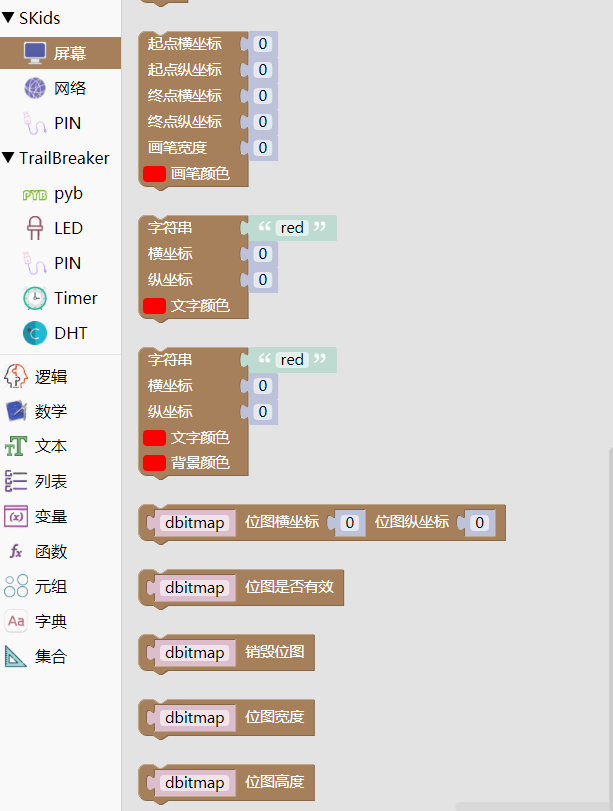 SKids
屏幕
网络
PIN
TrailBreaker
PYB pyb
LED
PIN
Timer
DHT
逻辑
数学
文本
列表
变量
函数
元组
字典
集合
起点横坐标 0
起点纵坐标 0
终点横坐标 0
终点纵坐标 0
画笔宽度 0
画笔颜色
字符串 “ red ”
横坐标 0
纵坐标 0
文字颜色
字符串 “ red ”
横坐标 0
纵坐标 0
文字颜色
背景颜色
dbitmap 位图横坐标 0 位图纵坐标 0
dbitmap 位图是否有效
dbitmap 销毁位图
dbitmap 位图宽度
dbitmap 位图高度